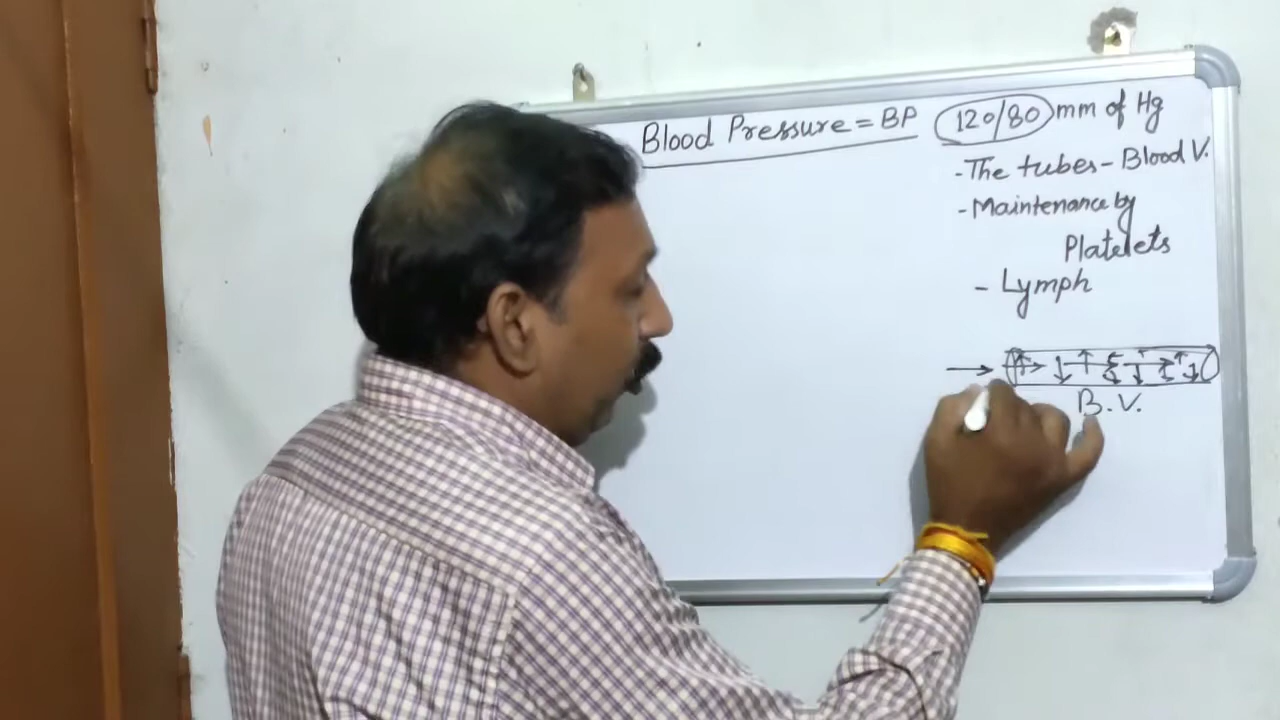 Blood Pressure = BP 120/80 mm of Hg
- The tubes - Blood V.
- Maintenance by
Platelets
- Lymph
B.V.